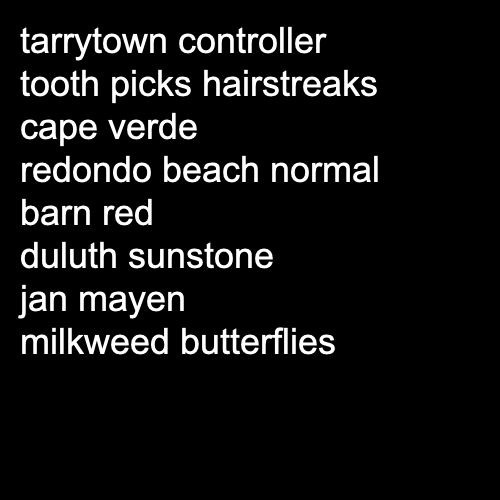 tarrytown controller
tooth picks hairstreaks
cape verde
redondo beach normal
barn red
duluth sunstone
jan mayen
milkweed butterflies